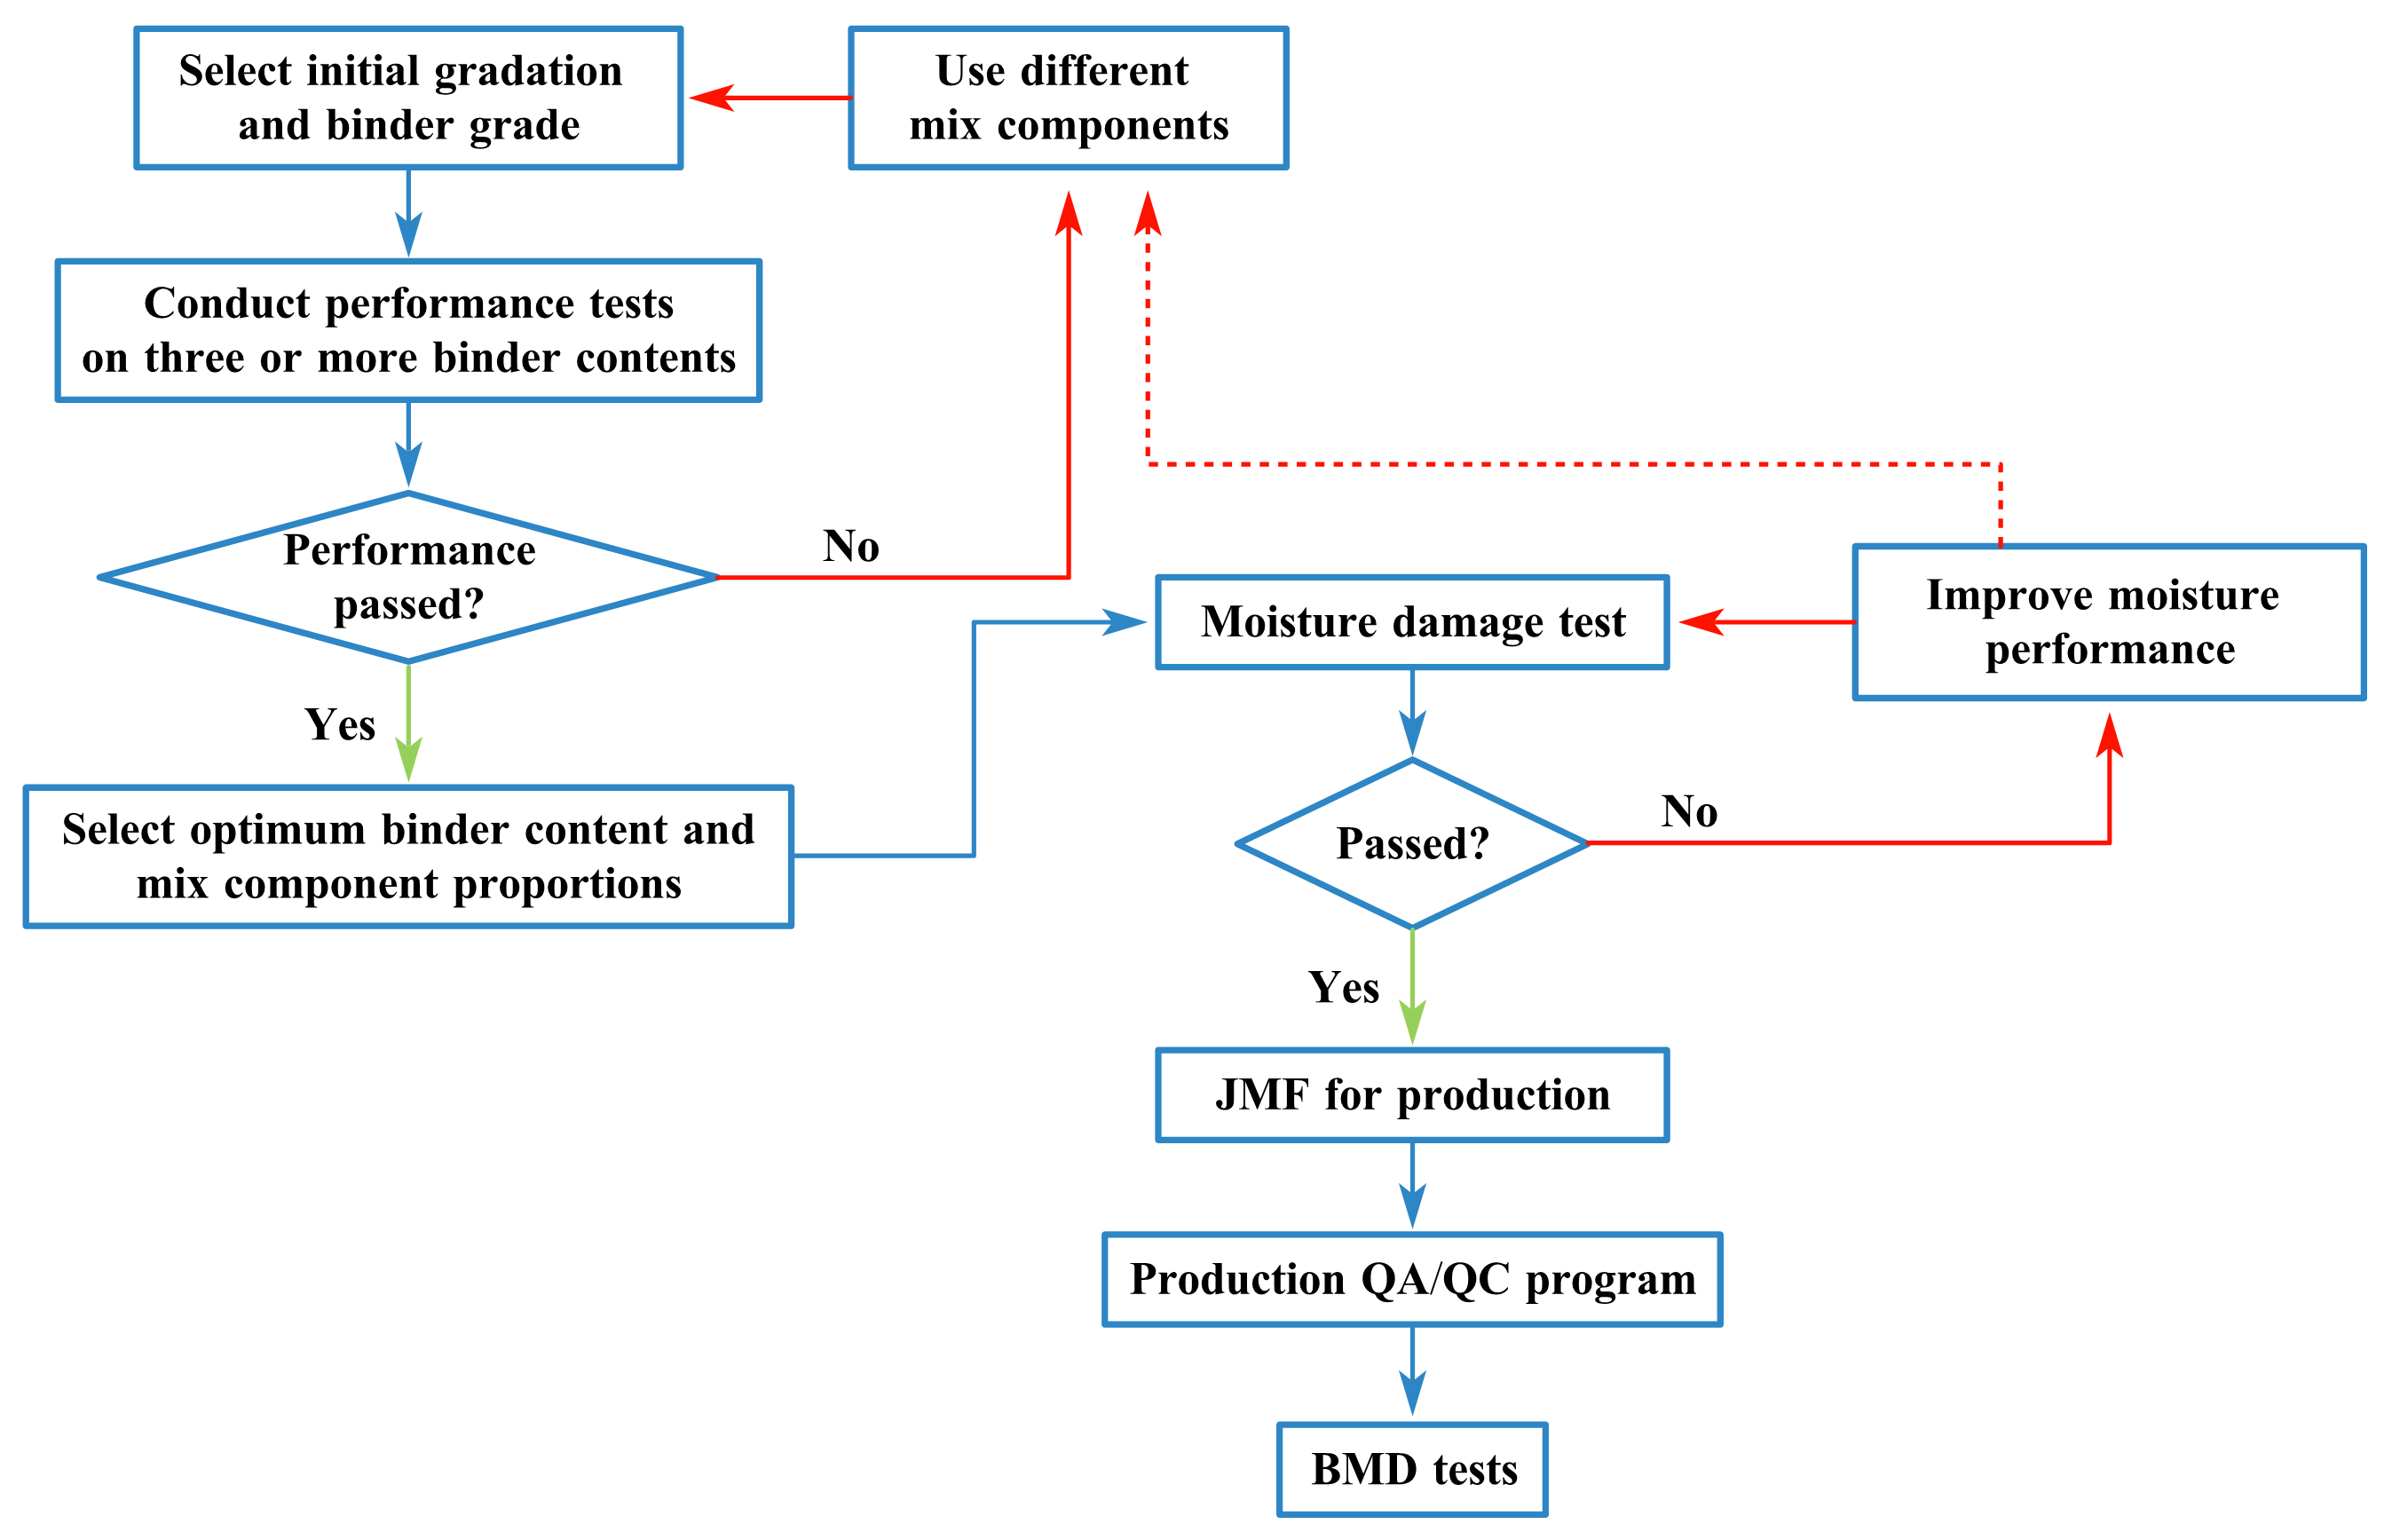 Select initial gradation
and binder grade
Use different
mix components
Conduct performance tests
on three or more binder contents
Performance
passed?
No
Yes
Select optimum binder content and
mix component proportions
Moisture damage test
Improve moisture
performance
Passed?
No
Yes
JMF for production
Production QA/QC program
BMD tests